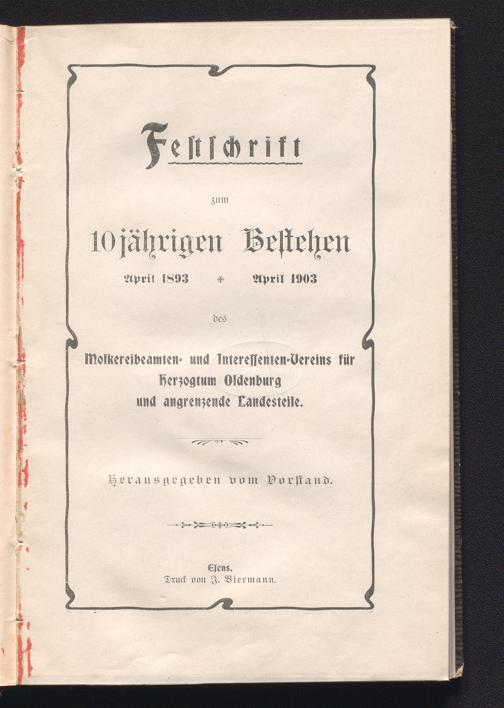 Festschrift
zum
10jährigen Bestehen
April 1893 + April 1903
des
Molkereibeamten- und Interessenten-Vereins für
Herzogtum Oldenburg
und angrenzende Landesteile.
Herausgegeben vom Vorstand.
Esens.
Druck von J. Biermann.